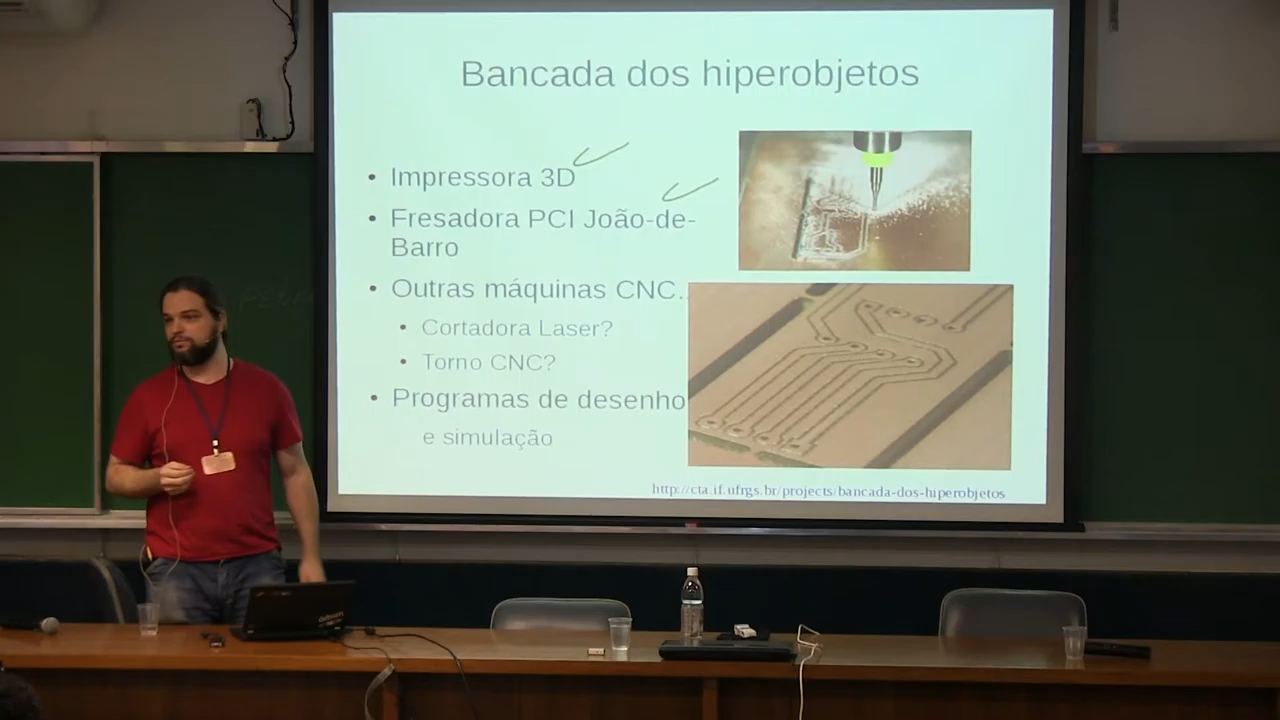 Bancada dos hiperobjetos
• Impressora 3D
• Fresadora PCI João-de-
Barro
• Outras máquinas CNC..
• Cortadora Laser?
• Torno CNC?
• Programas de desenho
e simulação
http://cta.if.ufrgs.br/projects/bancada-dos-hiperobjetos